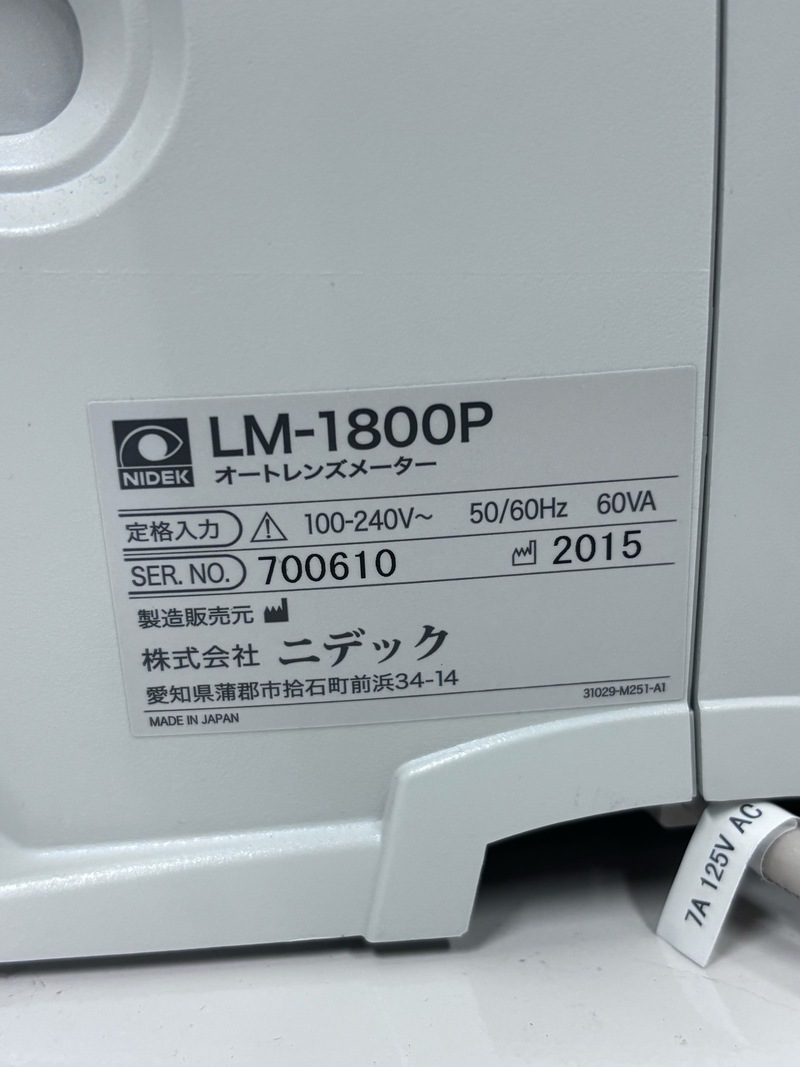 NIDEK
LM-1800P
オートレンズメーター
定格入力 100-240V~ 50/60Hz 60VA
SER. NO. 700610 2015
製造販売元
株式会社 ニデック
愛知県蒲郡市拾石町前浜34-14
31029-M251-A1
MADE IN JAPAN
7A 125V AC